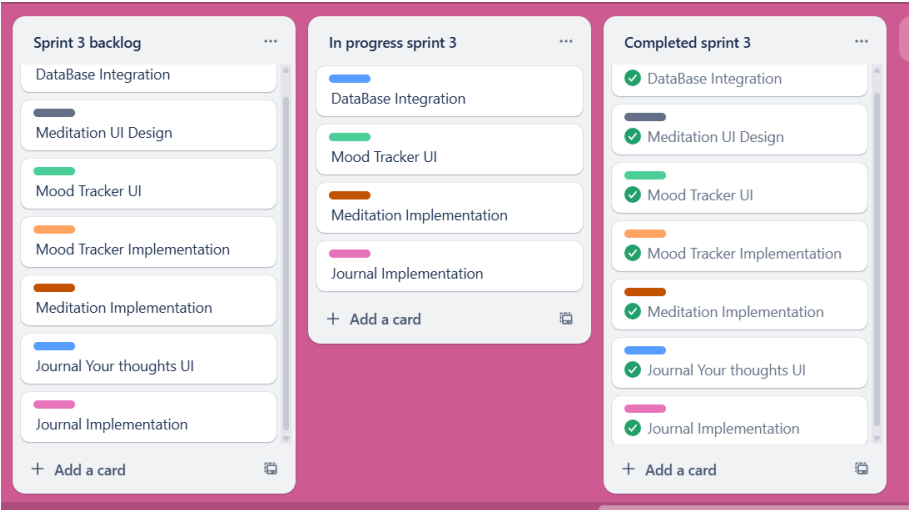 Sprint 3 backlog
DataBase Integration
Meditation UI Design
Mood Tracker UI
Mood Tracker Implementation
Meditation Implementation
Journal Your thoughts UI
Journal Implementation
+ Add a card
In progress sprint 3
DataBase Integration
Mood Tracker UI
Meditation Implementation
Journal Implementation
+ Add a card
Completed sprint 3
DataBase Integration
Meditation UI Design
Mood Tracker UI
Mood Tracker Implementation
Meditation Implementation
Journal Your thoughts UI
Journal Implementation
+ Add a card